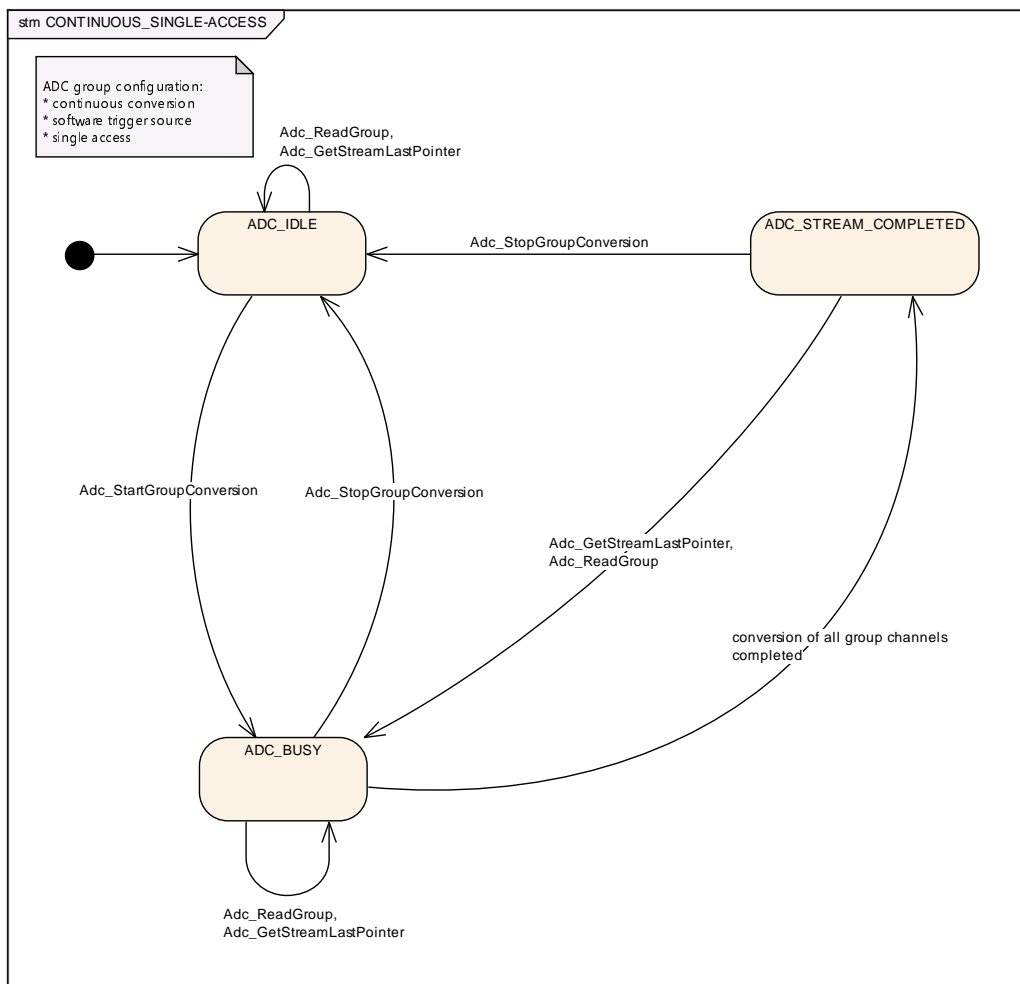 stm CONTINUOUS_SINGLE-ACCESS
ADC group configuration:
* continuous conversion
* software trigger source
* single access
Adc_ReadGroup,
Adc_GetStreamLastPointer
ADC_IDLE
ADC_STREAM_COMPLETED
Adc_StopGroupConversion
Adc_StartGroupConversion
Adc_StopGroupConversion
Adc_GetStreamLastPointer,
Adc_ReadGroup
conversion of all group channels
completed
ADC_BUSY
Adc_ReadGroup,
Adc_GetStreamLastPointer